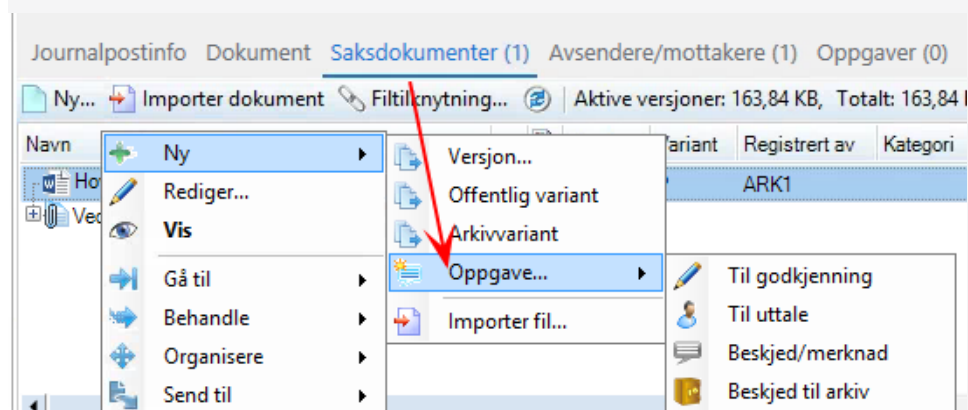 Journalpostinfo Dokument Saksdokumenter (1) Avsendere/mottakere (1) Oppgaver (0)
Ny... Importer dokument Filtilknytning... Aktive versjoner: 163,84 KB, Totalt: 163,84
Navn Registrert av Kategori
ARK1
Ny
Rediger...
Vis
Gå til
Behandle
Organisere
Send til
Versjon...
Offentlig variant
Arkivvariant
Oppgave...
Importer fil...
Til godkjenning
Til uttale
Beskjed/merknad
Beskjed til arkiv